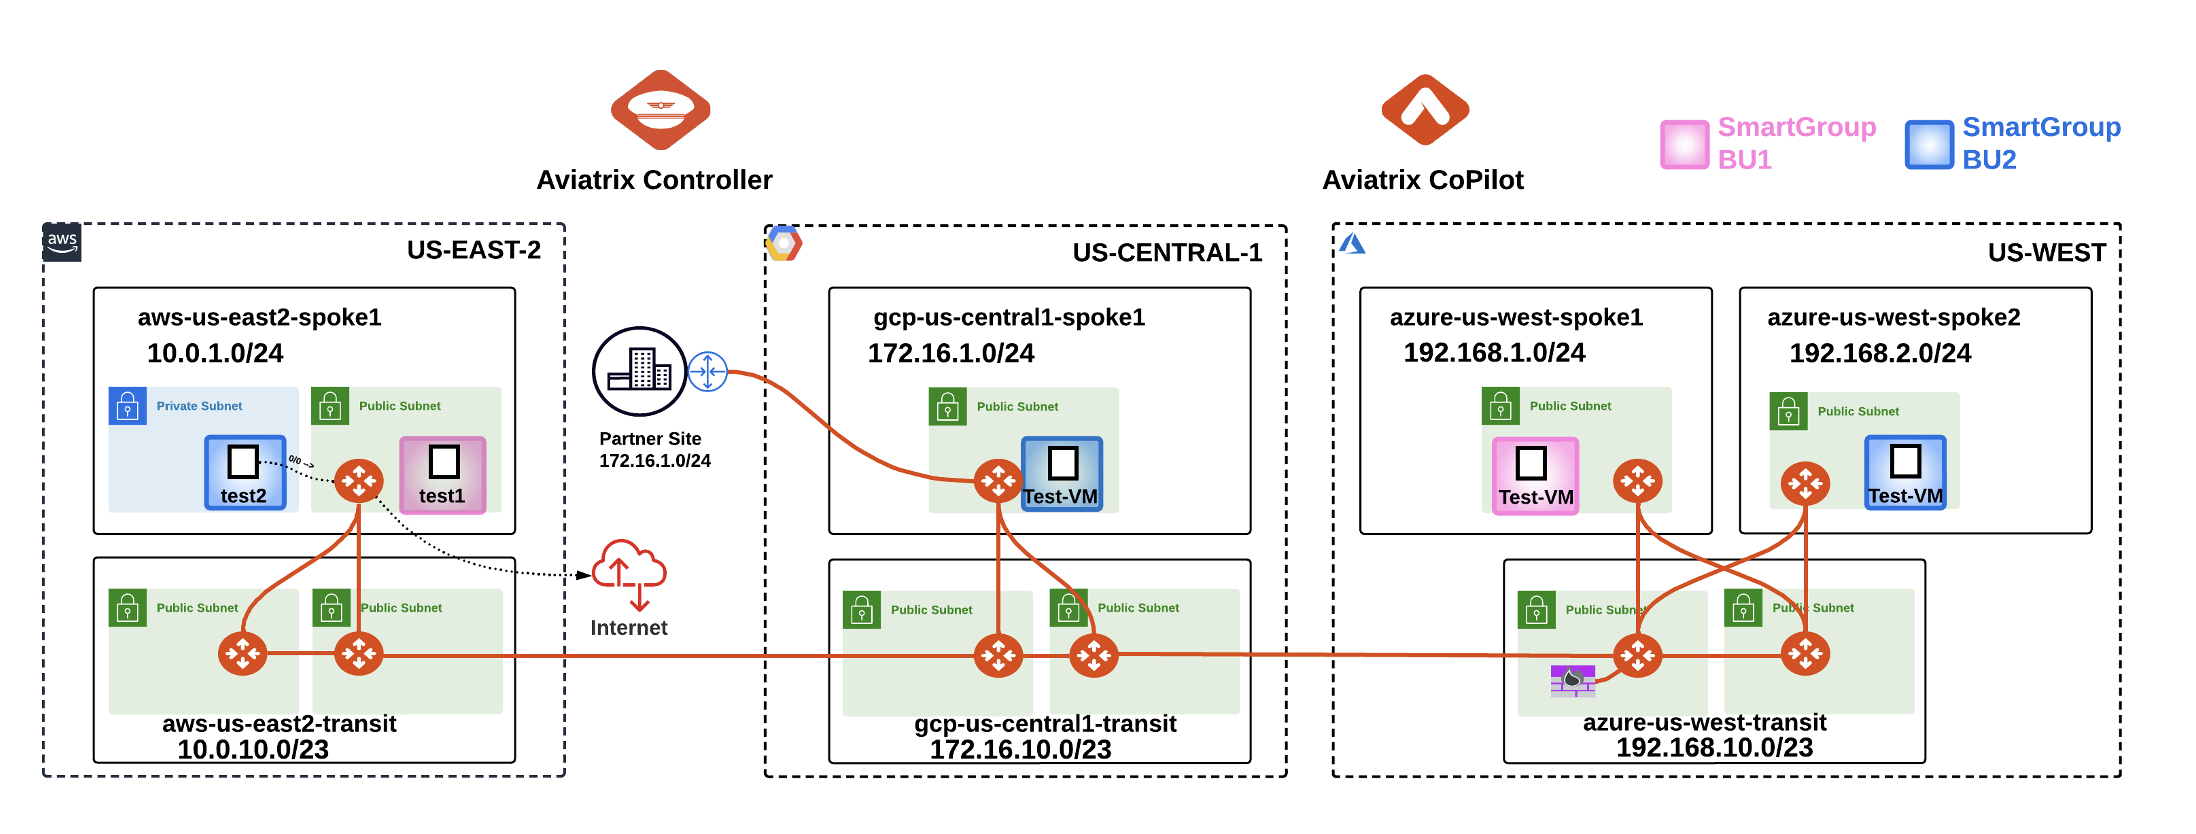 Aviatrix Controller
Aviatrix CoPilot
SmartGroup
BU1
SmartGroup
BU2
aws
US-EAST-2
aws-us-east2-spoke1
10.0.1.0/24
Private Subnet
Public Subnet
test2
0/0 -->
test1
Public Subnet
Public Subnet
aws-us-east2-transit
10.0.10.0/23
Partner Site
172.16.1.0/24
Internet
US-CENTRAL-1
gcp-us-central1-spoke1
172.16.1.0/24
Public Subnet
Test-VM
Public Subnet
Public Subnet
gcp-us-central1-transit
172.16.10.0/23
US-WEST
azure-us-west-spoke1
192.168.1.0/24
Public Subnet
Test-VM
azure-us-west-spoke2
192.168.2.0/24
Public Subnet
Test-VM
Public Subnet
Public Subnet
azure-us-west-transit
192.168.10.0/23